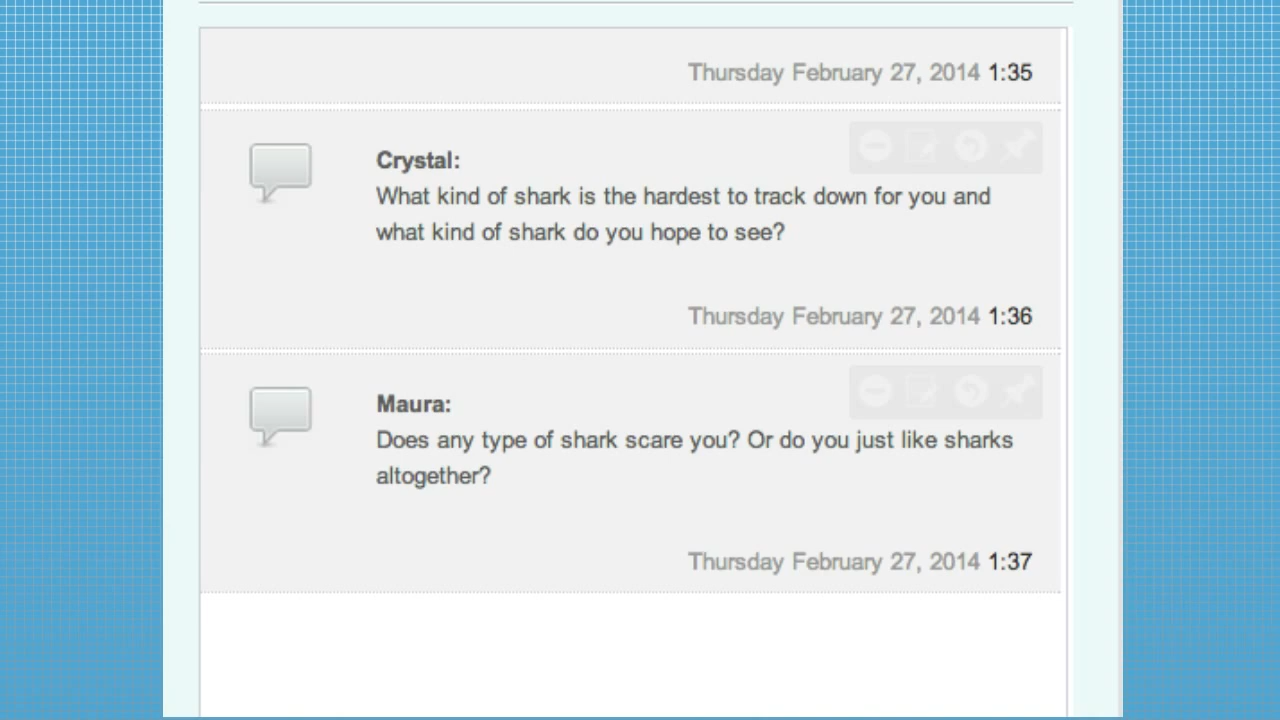 Thursday February 27, 2014 1:35
Crystal:
What kind of shark is the hardest to track down for you and
what kind of shark do you hope to see?
Thursday February 27, 2014 1:36
Maura:
Does any type of shark scare you? Or do you just like sharks
altogether?
Thursday February 27, 2014 1:37